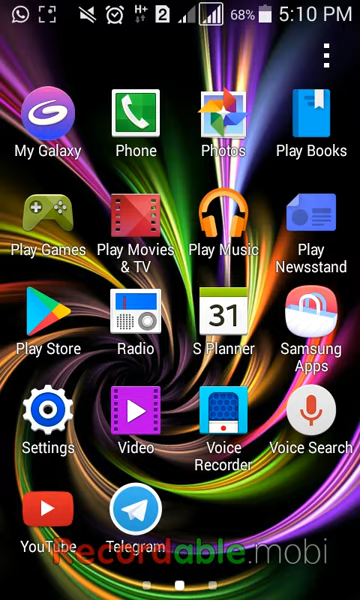 H+ 2 68% 5:10 PM
My Galaxy Phone Photos Play Books
Play Games Play Movies & TV Play Music Play Newsstand
31
Play Store Radio S Planner Samsung Apps
Settings Video Voice Recorder Voice Search
YouTube Telegram
Recordable.mobi